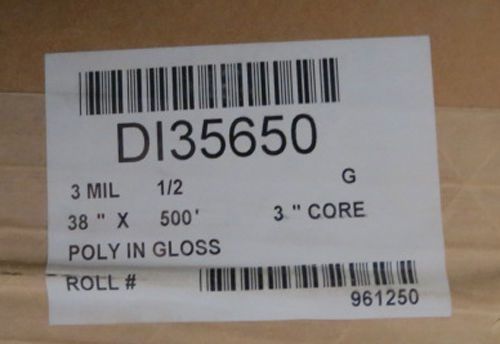 DI35650
3 MIL 1/2 G
38 " X 500' 3 " CORE
POLY IN GLOSS
ROLL #
961250